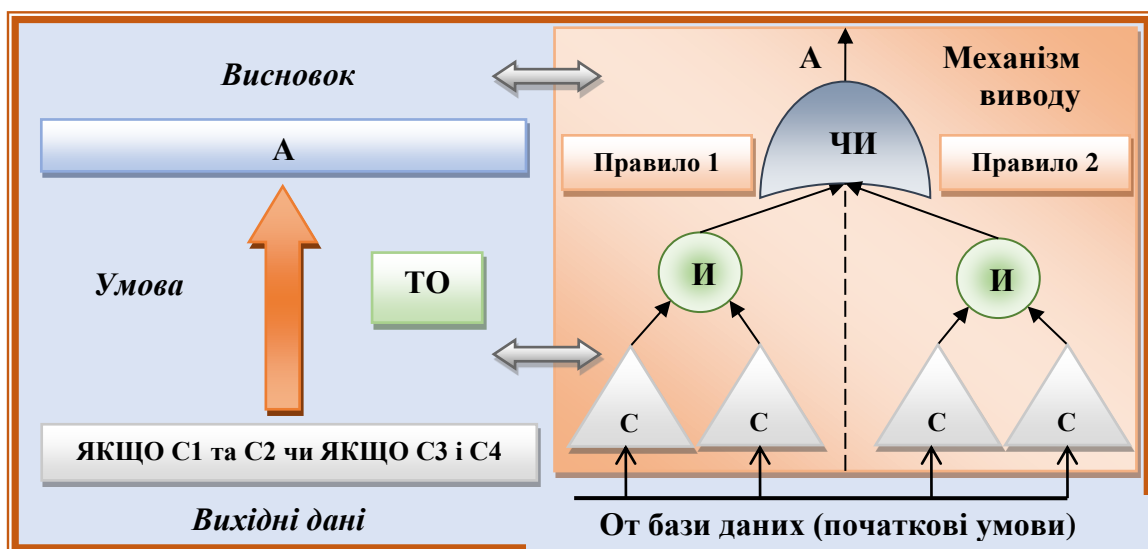 Висновок
А
Умова
ТО
ЯКЩО С1 та С2 чи ЯКЩО С3 і С4
Вихідні дані
А
Механізм
виводу
ЧИ
Правило 1
Правило 2
И
И
С
С
С
С
От бази даних (початкові умови)